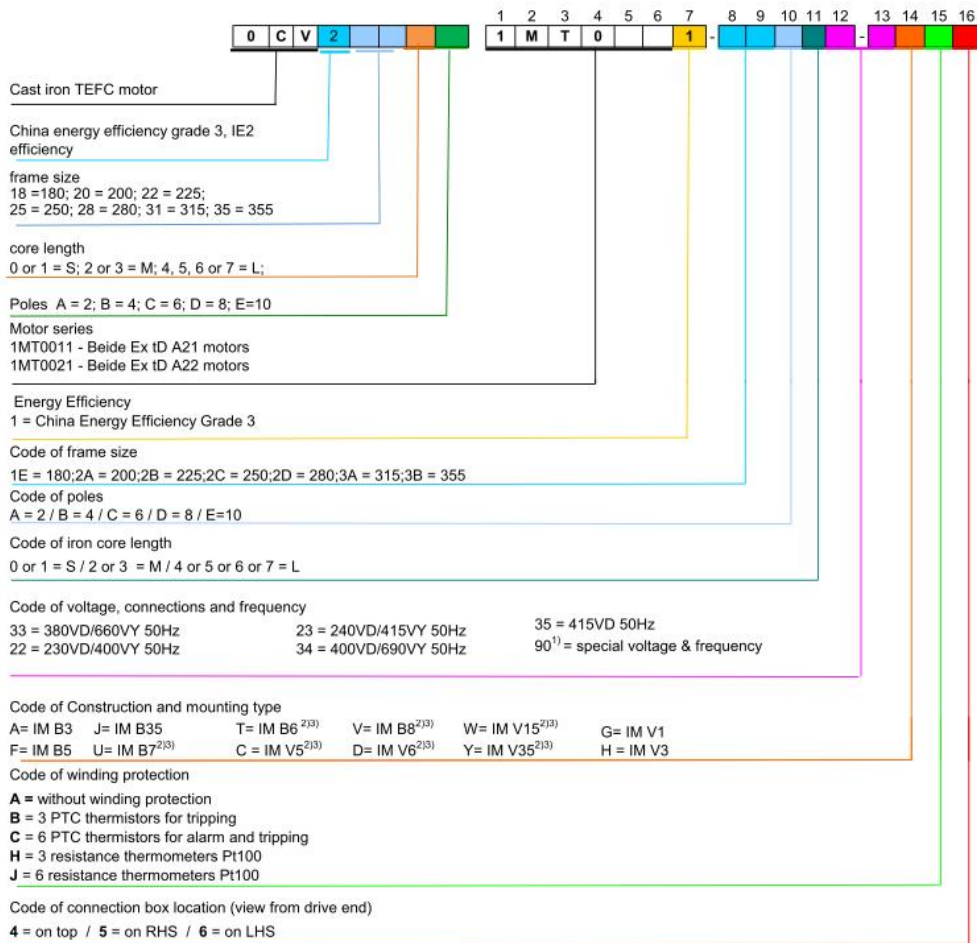 1 2 3 4 5 6 7 8 9 10 11 12 13 14 15 16
0 C V 2 1 M T 0 1 - -
Cast iron TEFC motor
China energy efficiency grade 3, IE2
efficiency
frame size
18 =180; 20 = 200; 22 = 225;
25 = 250; 28 = 280; 31 = 315; 35 = 355
core length
0 or 1 = S; 2 or 3 = M; 4, 5, 6 or 7 = L;
Poles A = 2; B = 4; C = 6; D = 8; E=10
Motor series
1MT0011 - Beide Ex tD A21 motors
1MT0021 - Beide Ex tD A22 motors
Energy Efficiency
1 = China Energy Efficiency Grade 3
Code of frame size
1E = 180;2A = 200;2B = 225;2C = 250;2D = 280;3A = 315;3B = 355
Code of poles
A = 2 / B = 4 / C = 6 / D = 8 / E=10
Code of iron core length
0 or 1 = S / 2 or 3 = M / 4 or 5 or 6 or 7 = L
Code of voltage, connections and frequency
33 = 380VD/660VY 50Hz 23 = 240VD/415VY 50Hz 35 = 415VD 50Hz
22 = 230VD/400VY 50Hz 34 = 400VD/690VY 50Hz 90¹⁾ = special voltage & frequency
Code of Construction and mounting type
A= IM B3 J= IM B35 T= IM B6 ²⁾³⁾ V= IM B8²⁾³⁾ W= IM V15²⁾³⁾ G= IM V1
F= IM B5 U= IM B7²⁾³⁾ C = IM V5²⁾³⁾ D= IM V6²⁾³⁾ Y= IM V35²⁾³⁾ H = IM V3
Code of winding protection
A = without winding protection
B = 3 PTC thermistors for tripping
C = 6 PTC thermistors for alarm and tripping
H = 3 resistance thermometers Pt100
J = 6 resistance thermometers Pt100
Code of connection box location (view from drive end)
4 = on top / 5 = on RHS / 6 = on LHS